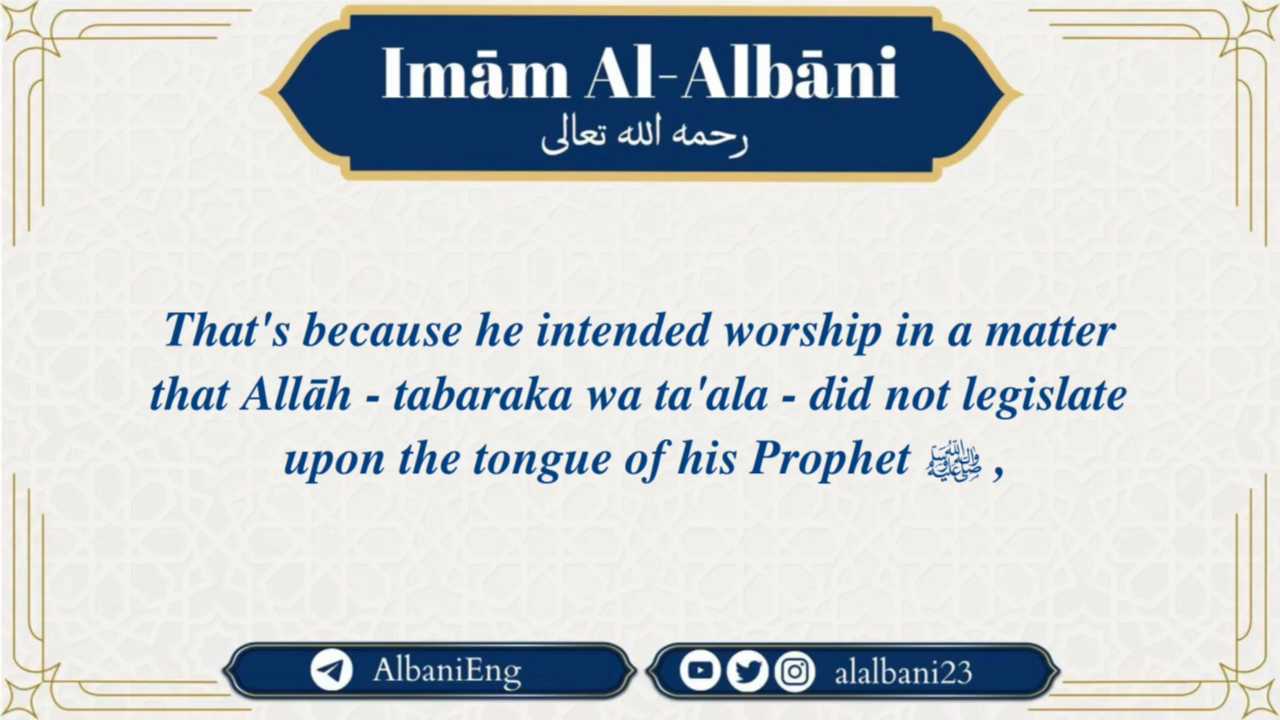 Imām Al-Albāni
رحمه الله تعالى
That's because he intended worship in a matter
that Allāh - tabaraka wa ta'ala - did not legislate
upon the tongue of his Prophet ﷺ ,
AlbaniEng
alalbani23